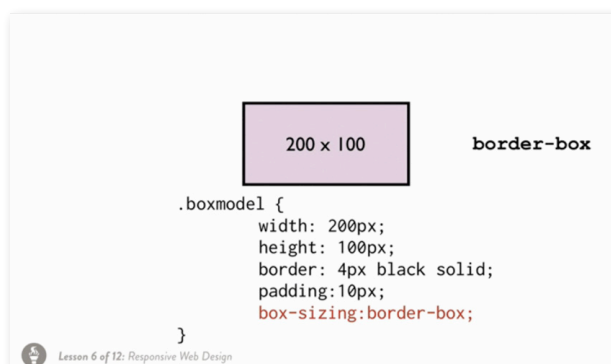 200 x 100
border-box
.boxmodel {
width: 200px;
height: 100px;
border: 4px black solid;
padding:10px;
box-sizing:border-box;
}
Lesson 6 of 12: Responsive Web Design